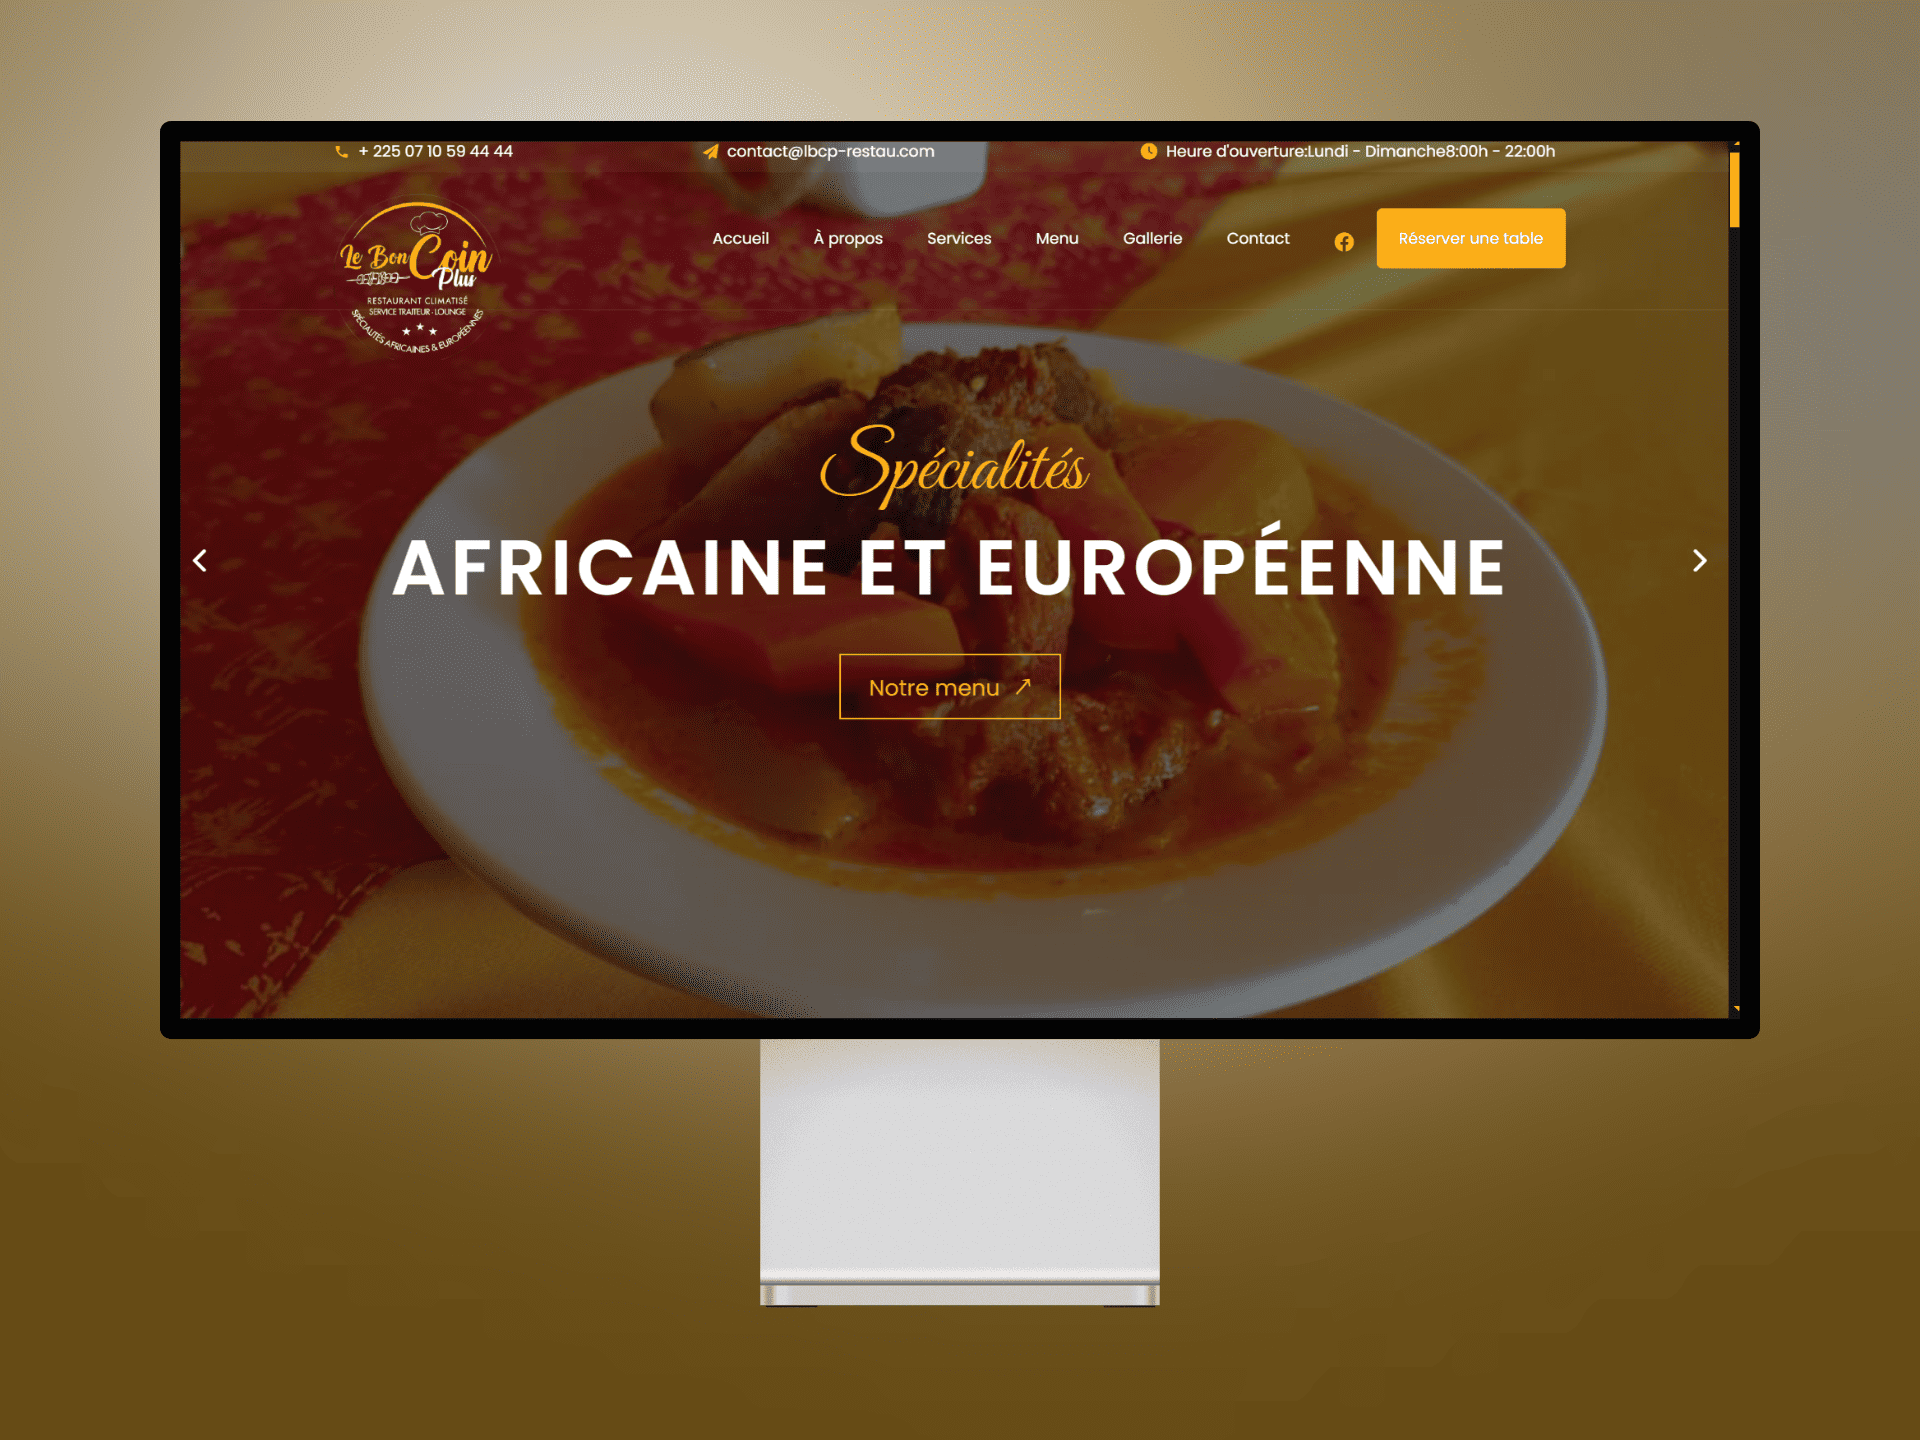 + 225 07 10 59 44 44
contact@lbcp-restau.com
Heure d'ouverture:Lundi - Dimanche8:00h - 22:00h
Le Bon Coin
Plus
RESTAURANT CLIMATISÉ
SERVICE TRAITEUR - LOUNGE
SPÉCIALITÉS AFRICAINES & EUROPÉENNES
Accueil
À propos
Services
Menu
Gallerie
Contact
Réserver une table
Spécialités
AFRICAINE ET EUROPÉENNE
Notre menu